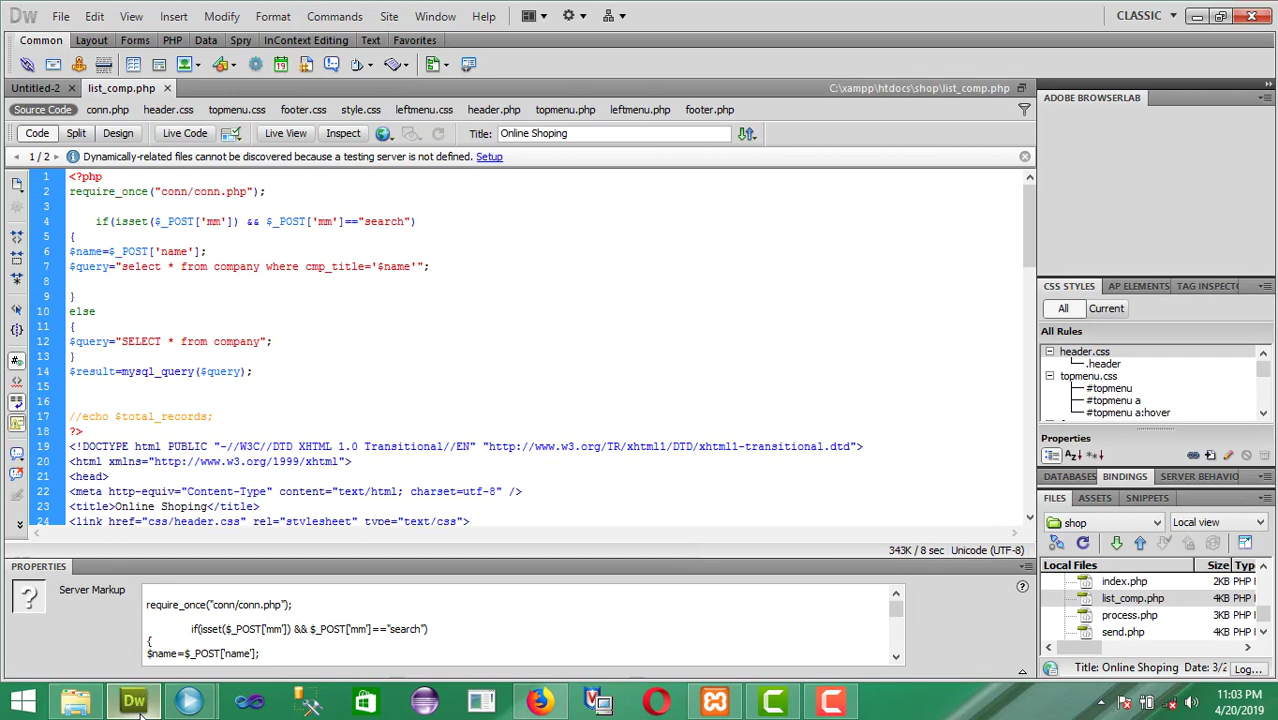 Dw File Edit View Insert Modify Format Commands Site Window Help CLASSIC
Common Layout Forms PHP Data Spry InContext Editing Text Favorites
Untitled-2 list_comp.php C:\xampp\htdocs\shop\list_comp.php
Source Code conn.php header.css topmenu.css footer.css style.css leftmenu.css header.php topmenu.php leftmenu.php footer.php
Code Split Design Live Code Live View Inspect Title: Online Shoping
1 / 2 Dynamically-related files cannot be discovered because a testing server is not defined. Setup
1 <?php
2 require_once("conn/conn.php");
3
4 if(isset($_POST['mm']) && $_POST['mm']=="search")
5 {
6 $name=$_POST['name'];
7 $query="select * from company where cmp_title='$name'";
8
9 }
10 else
11 {
12 $query="SELECT * from company";
13 }
14 $result=mysql_query($query);
15
16
17 //echo $total_records;
18 ?>
19 <!DOCTYPE html PUBLIC "-//W3C//DTD XHTML 1.0 Transitional//EN" "http://www.w3.org/TR/xhtml1/DTD/xhtml1-transitional.dtd">
20 <html xmlns="http://www.w3.org/1999/xhtml">
21 <head>
22 <meta http-equiv="Content-Type" content="text/html; charset=utf-8" />
23 <title>Online Shoping</title>
24 <link href="css/header.css" rel="stylesheet" type="text/css">
343K / 8 sec Unicode (UTF-8)
PROPERTIES
Server Markup
require_once("conn/conn.php");
if(isset($_POST['mm']) && $_POST['mm']=="search")
{
$name=$_POST['name'];
ADOBE BROWSERLAB
CSS STYLES AP ELEMENTS TAG INSPECT
All Current
All Rules
header.css
.header
topmenu.css
#topmenu
#topmenu a
#topmenu a:hover
Properties
DATABASES BINDINGS SERVER BEHAVIO
FILES ASSETS SNIPPETS
shop Local view
Local Files Size Type
index.php 2KB PHP
list_comp.php 4KB PHP
process.php 4KB PHP
send.php 4KB PHP
Title: Online Shoping Date: 3/2 Log...
Dw
11:03 PM
4/20/2019